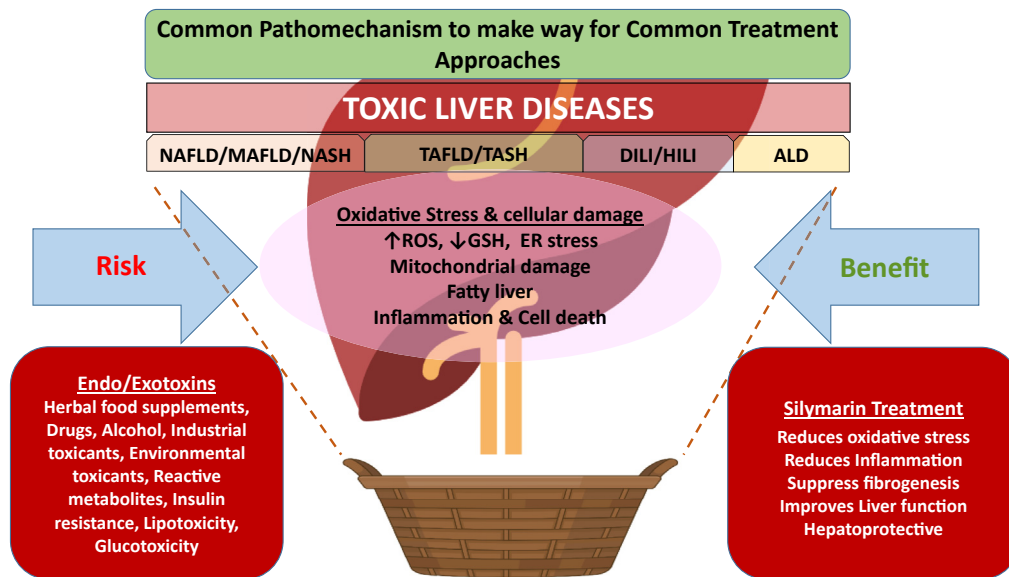 Common Pathomechanism to make way for Common Treatment
Approaches
TOXIC LIVER DISEASES
NAFLD/MAFLD/NASH
TAFLD/TASH
DILI/HILI
ALD
Oxidative Stress & cellular damage
↑ROS, ↓GSH, ER stress
Mitochondrial damage
Fatty liver
Inflammation & Cell death
Risk
Benefit
Endo/Exotoxins
Herbal food supplements,
Drugs, Alcohol, Industrial
toxicants, Environmental
toxicants, Reactive
metabolites, Insulin
resistance, Lipotoxicity,
Glucotoxicity
Silymarin Treatment
Reduces oxidative stress
Reduces Inflammation
Suppress fibrogenesis
Improves Liver function
Hepatoprotective